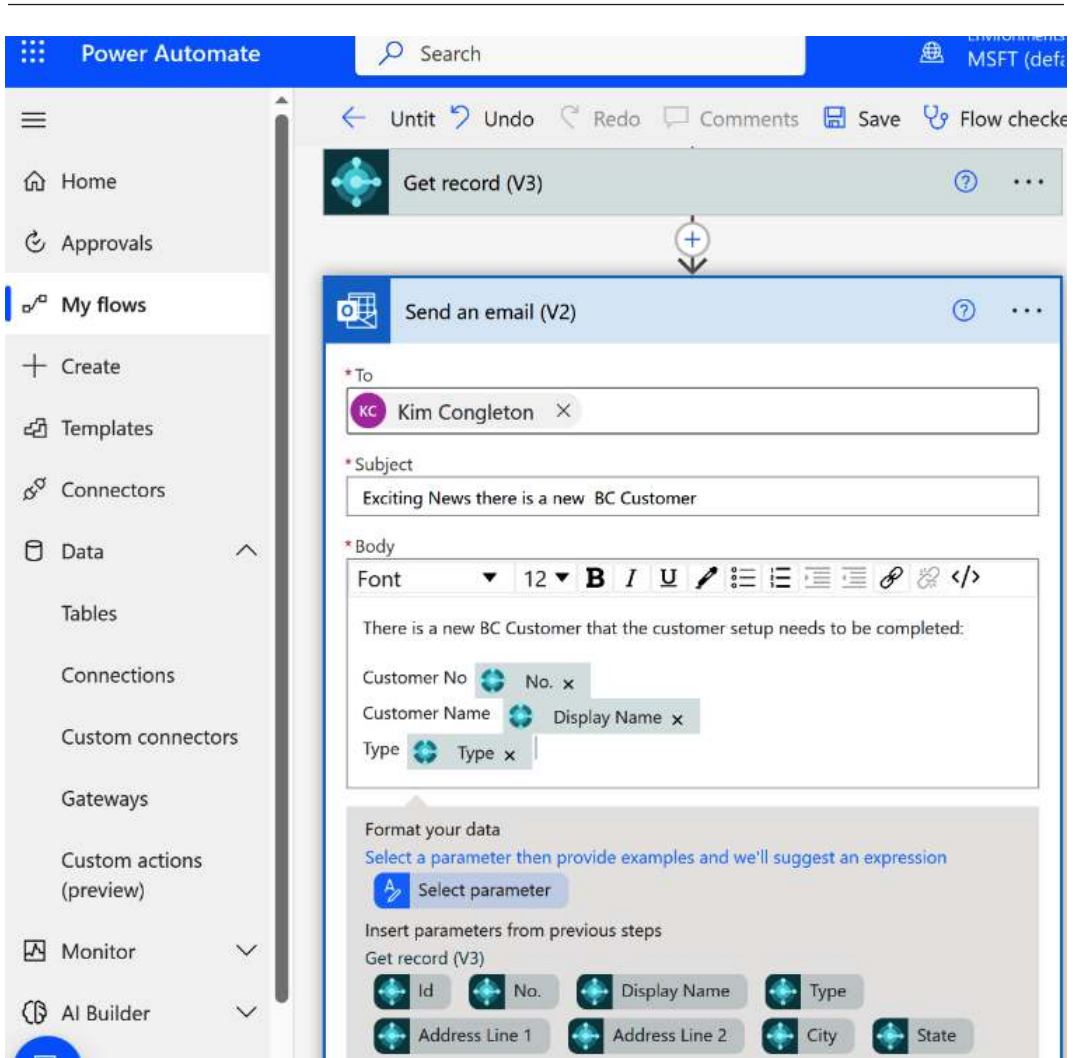 Power Automate
Search
MSFT (defa
Untit Undo Redo Comments Save Flow checke
Home
Approvals
My flows
Create
Templates
Connectors
Data
Tables
Connections
Custom connectors
Gateways
Custom actions
(preview)
Monitor
AI Builder
Get record (V3)
Send an email (V2)
*To
KC Kim Congleton
*Subject
Exciting News there is a new BC Customer
*Body
Font 12 B I U </>
There is a new BC Customer that the customer setup needs to be completed:
Customer No No. x
Customer Name Display Name x
Type Type x
Format your data
Select a parameter then provide examples and we'll suggest an expression
Select parameter
Insert parameters from previous steps
Get record (V3)
Id No. Display Name Type
Address Line 1 Address Line 2 City State